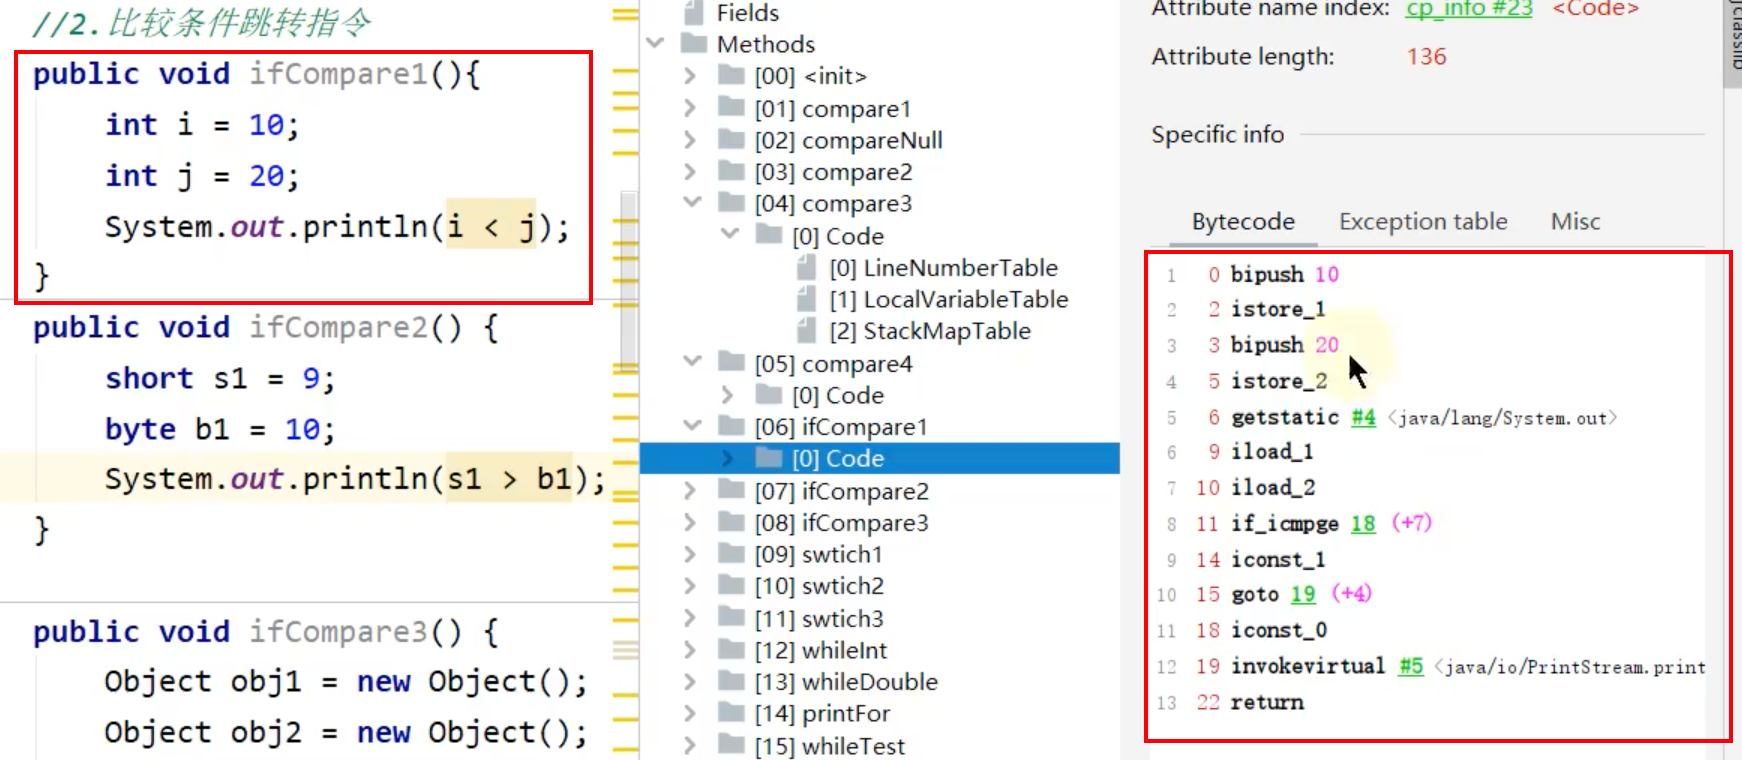 //2.比较条件跳转指令
public void ifCompare1(){
int i = 10;
int j = 20;
System.out.println(i < j);
}
public void ifCompare2() {
short s1 = 9;
byte b1 = 10;
System.out.println(s1 > b1);
}
public void ifCompare3() {
Object obj1 = new Object();
Object obj2 = new Object();
Fields
Methods
[00] <init>
[01] compare1
[02] compareNull
[03] compare2
[04] compare3
[0] Code
[0] LineNumberTable
[1] LocalVariableTable
[2] StackMapTable
[05] compare4
[0] Code
[06] ifCompare1
[0] Code
[07] ifCompare2
[08] ifCompare3
[09] swtich1
[10] swtich2
[11] swtich3
[12] whileInt
[13] whileDouble
[14] printFor
[15] whileTest
Attribute name index: cp_info #23 <Code>
Attribute length: 136
Specific info
Bytecode Exception table Misc
1 0 bipush 10
2 2 istore_1
3 3 bipush 20
4 5 istore_2
5 6 getstatic #4 <java/lang/System.out>
6 9 iload_1
7 10 iload_2
8 11 if_icmpge 18 (+7)
9 14 iconst_1
10 15 goto 19 (+4)
11 18 iconst_0
12 19 invokevirtual #5 <java/io/PrintStream.print
13 22 return